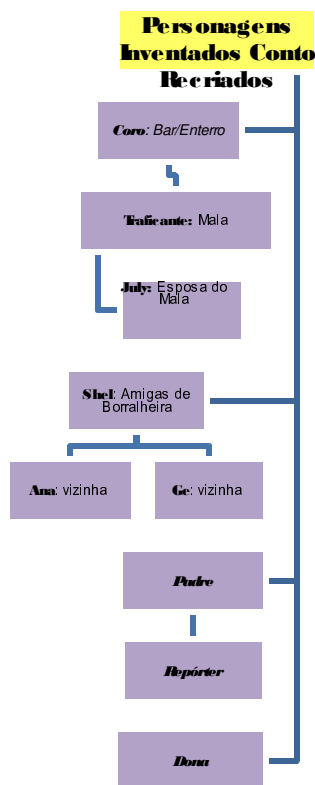 Personagens
Inventados Conto
Recriados
Coro: Bar/Enterro
Traficante: Mala
July: Esposa do
Mala
Shel: Amigas de
Borralheira
Ana: vizinha
Ge: vizinha
Padre
Repórter
Dona